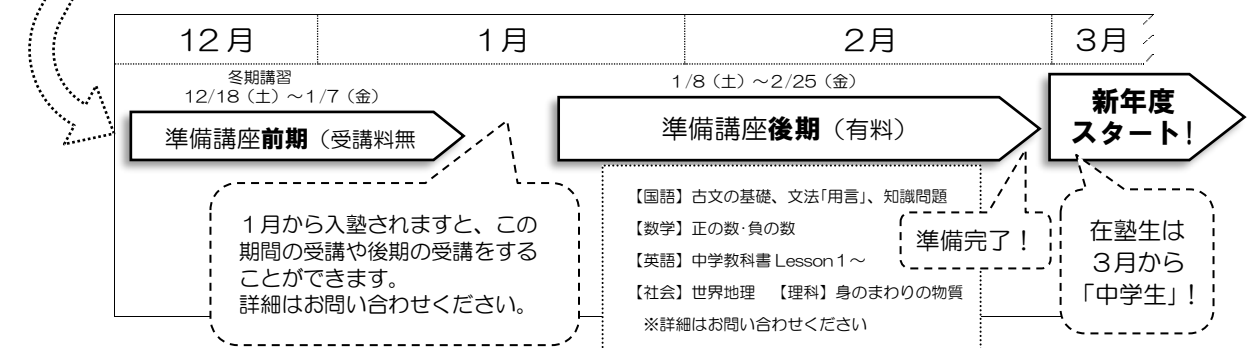 12月 1月 2月 3月
冬期講習
12/18（土）～1/7（金）
1/8（土）～2/25（金）
準備講座前期（受講料無
準備講座後期（有料）
新年度
スタート!
１月から入塾されますと、この
期間の受講や後期の受講をする
ことができます。
詳細はお問い合わせください。
【国語】古文の基礎、文法「用言」、知識問題
【数学】正の数・負の数
【英語】中学教科書 Lesson１～
【社会】世界地理　【理科】身のまわりの物質
※詳細はお問い合わせください
準備完了！
在塾生は
３月から
「中学生」！